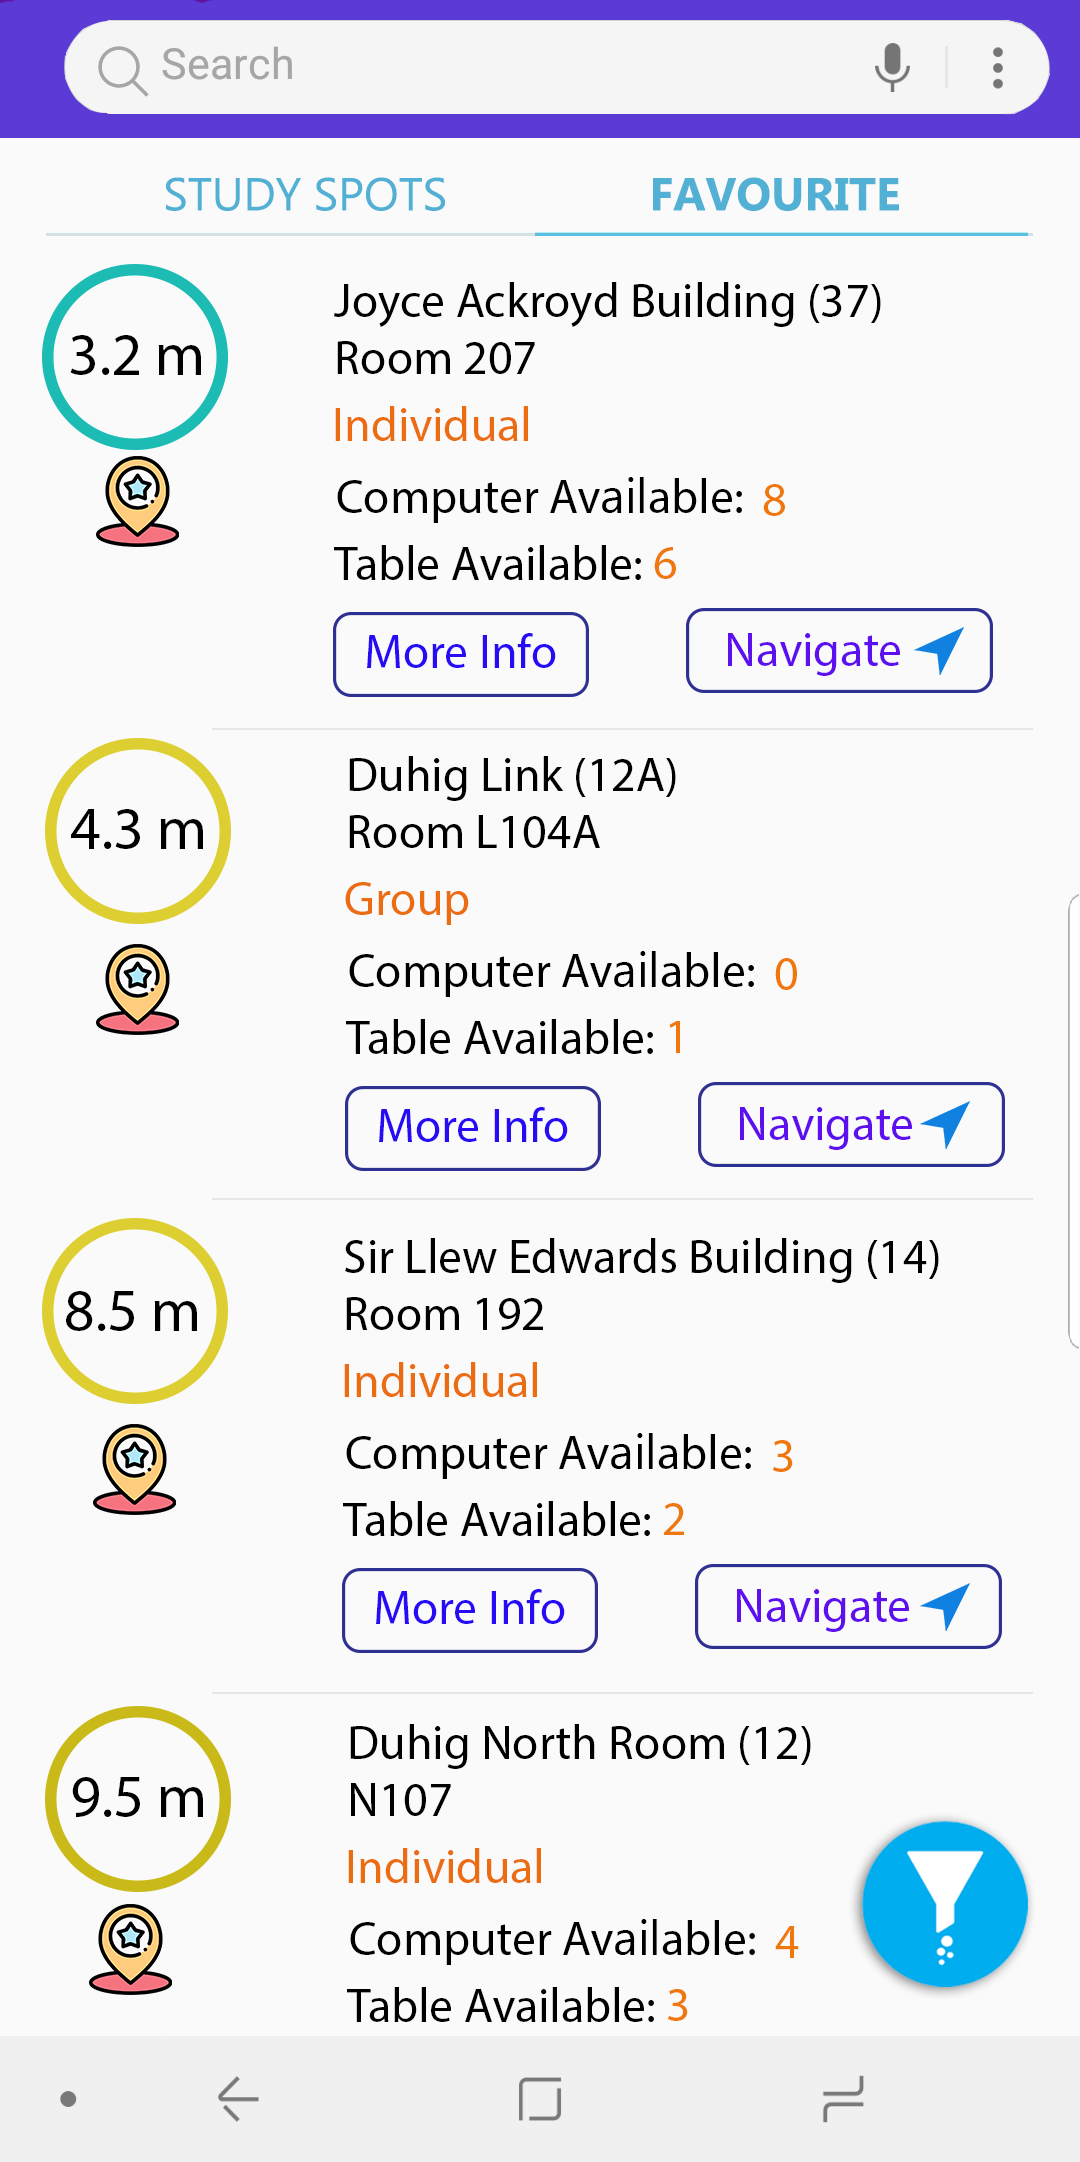 Search
STUDY SPOTS
FAVOURITE
3.2 m
Joyce Ackroyd Building (37)
Room 207
Individual
Computer Available: 8
Table Available: 6
More Info
Navigate
4.3 m
Duhig Link (12A)
Room L104A
Group
Computer Available: 0
Table Available: 1
More Info
Navigate
8.5 m
Sir Llew Edwards Building (14)
Room 192
Individual
Computer Available: 3
Table Available: 2
More Info
Navigate
9.5 m
Duhig North Room (12)
N107
Individual
Computer Available: 4
Table Available: 3